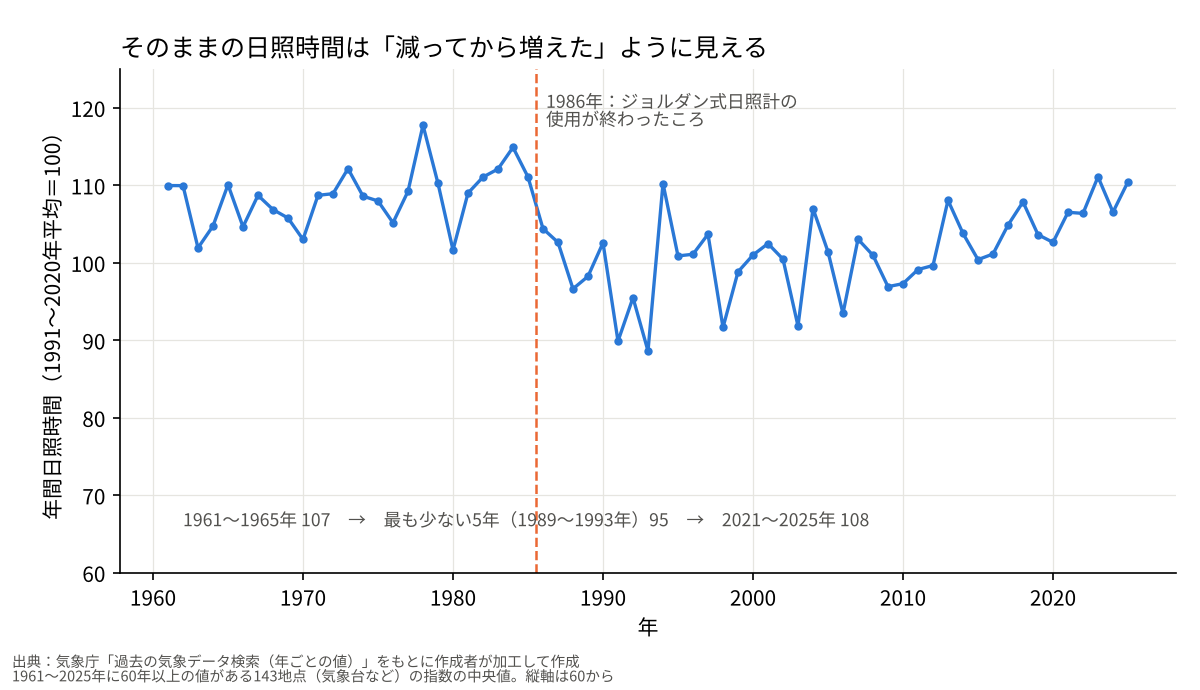 そのままの日照時間は「減ってから増えた」ように見える
1986年：ジョルダン式日照計の
使用が終わったころ
年間日照時間（1991～2020年平均＝100）
120
110
100
90
80
70
60
1961～1965年 107　→　最も少ない5年（1989～1993年）95　→　2021～2025年 108
1960 1970 1980 1990 2000 2010 2020
年
出典：気象庁「過去の気象データ検索（年ごとの値）」をもとに作成者が加工して作成
1961～2025年に60年以上の値がある143地点（気象台など）の指数の中央値。縦軸は60から